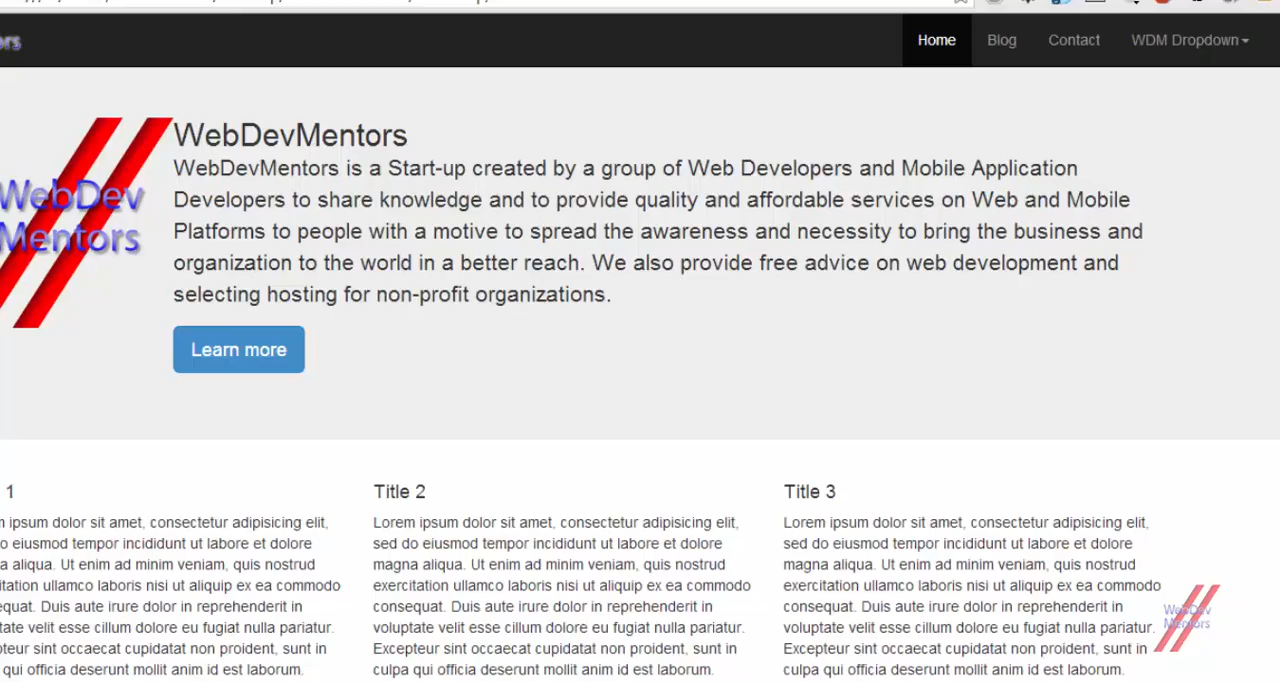 Home Blog Contact WDM Dropdown
WebDev
Mentors
WebDevMentors
WebDevMentors is a Start-up created by a group of Web Developers and Mobile Application
Developers to share knowledge and to provide quality and affordable services on Web and Mobile
Platforms to people with a motive to spread the awareness and necessity to bring the business and
organization to the world in a better reach. We also provide free advice on web development and
selecting hosting for non-profit organizations.
Learn more
1
ipsum dolor sit amet, consectetur adipisicing elit,
eiusmod tempor incididunt ut labore et dolore
aliqua. Ut enim ad minim veniam, quis nostrud
ullamco laboris nisi ut aliquip ex ea commodo
Duis aute irure dolor in reprehenderit in
velit esse cillum dolore eu fugiat nulla pariatur.
sint occaecat cupidatat non proident, sunt in
qui officia deserunt mollit anim id est laborum.
Title 2
Lorem ipsum dolor sit amet, consectetur adipisicing elit,
sed do eiusmod tempor incididunt ut labore et dolore
magna aliqua. Ut enim ad minim veniam, quis nostrud
exercitation ullamco laboris nisi ut aliquip ex ea commodo
consequat. Duis aute irure dolor in reprehenderit in
voluptate velit esse cillum dolore eu fugiat nulla pariatur.
Excepteur sint occaecat cupidatat non proident, sunt in
culpa qui officia deserunt mollit anim id est laborum.
Title 3
Lorem ipsum dolor sit amet, consectetur adipisicing elit,
sed do eiusmod tempor incididunt ut labore et dolore
magna aliqua. Ut enim ad minim veniam, quis nostrud
exercitation ullamco laboris nisi ut aliquip ex ea commodo
consequat. Duis aute irure dolor in reprehenderit in
voluptate velit esse cillum dolore eu fugiat nulla pariatur.
Excepteur sint occaecat cupidatat non proident, sunt in
culpa qui officia deserunt mollit anim id est laborum.
WebDev
Mentors